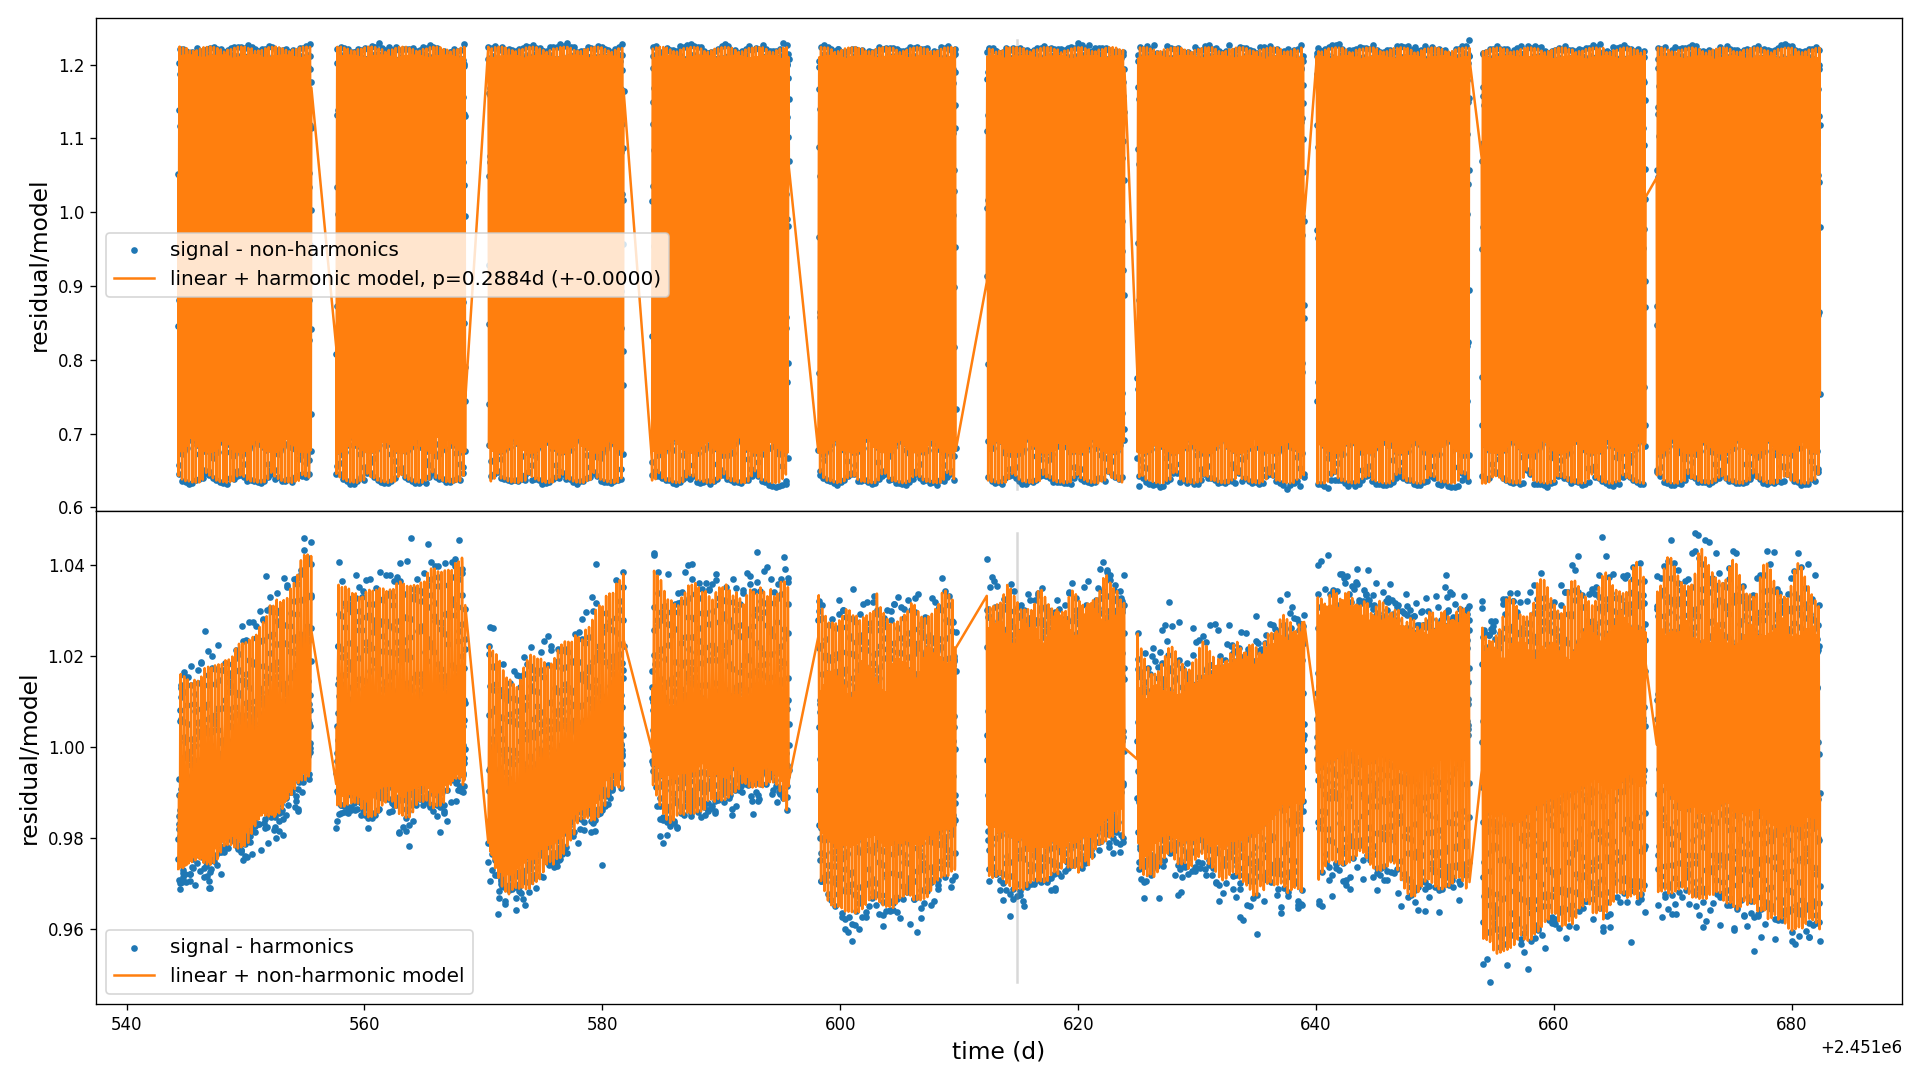 1.2
1.1
1.0
0.9
0.8
0.7
0.6
residual/model
signal - non-harmonics
linear + harmonic model, p=0.2884d (+-0.0000)
1.04
1.02
1.00
0.98
0.96
residual/model
signal - harmonics
linear + non-harmonic model
540 560 580 600 620 640 660 680
+2.451e6
time (d)